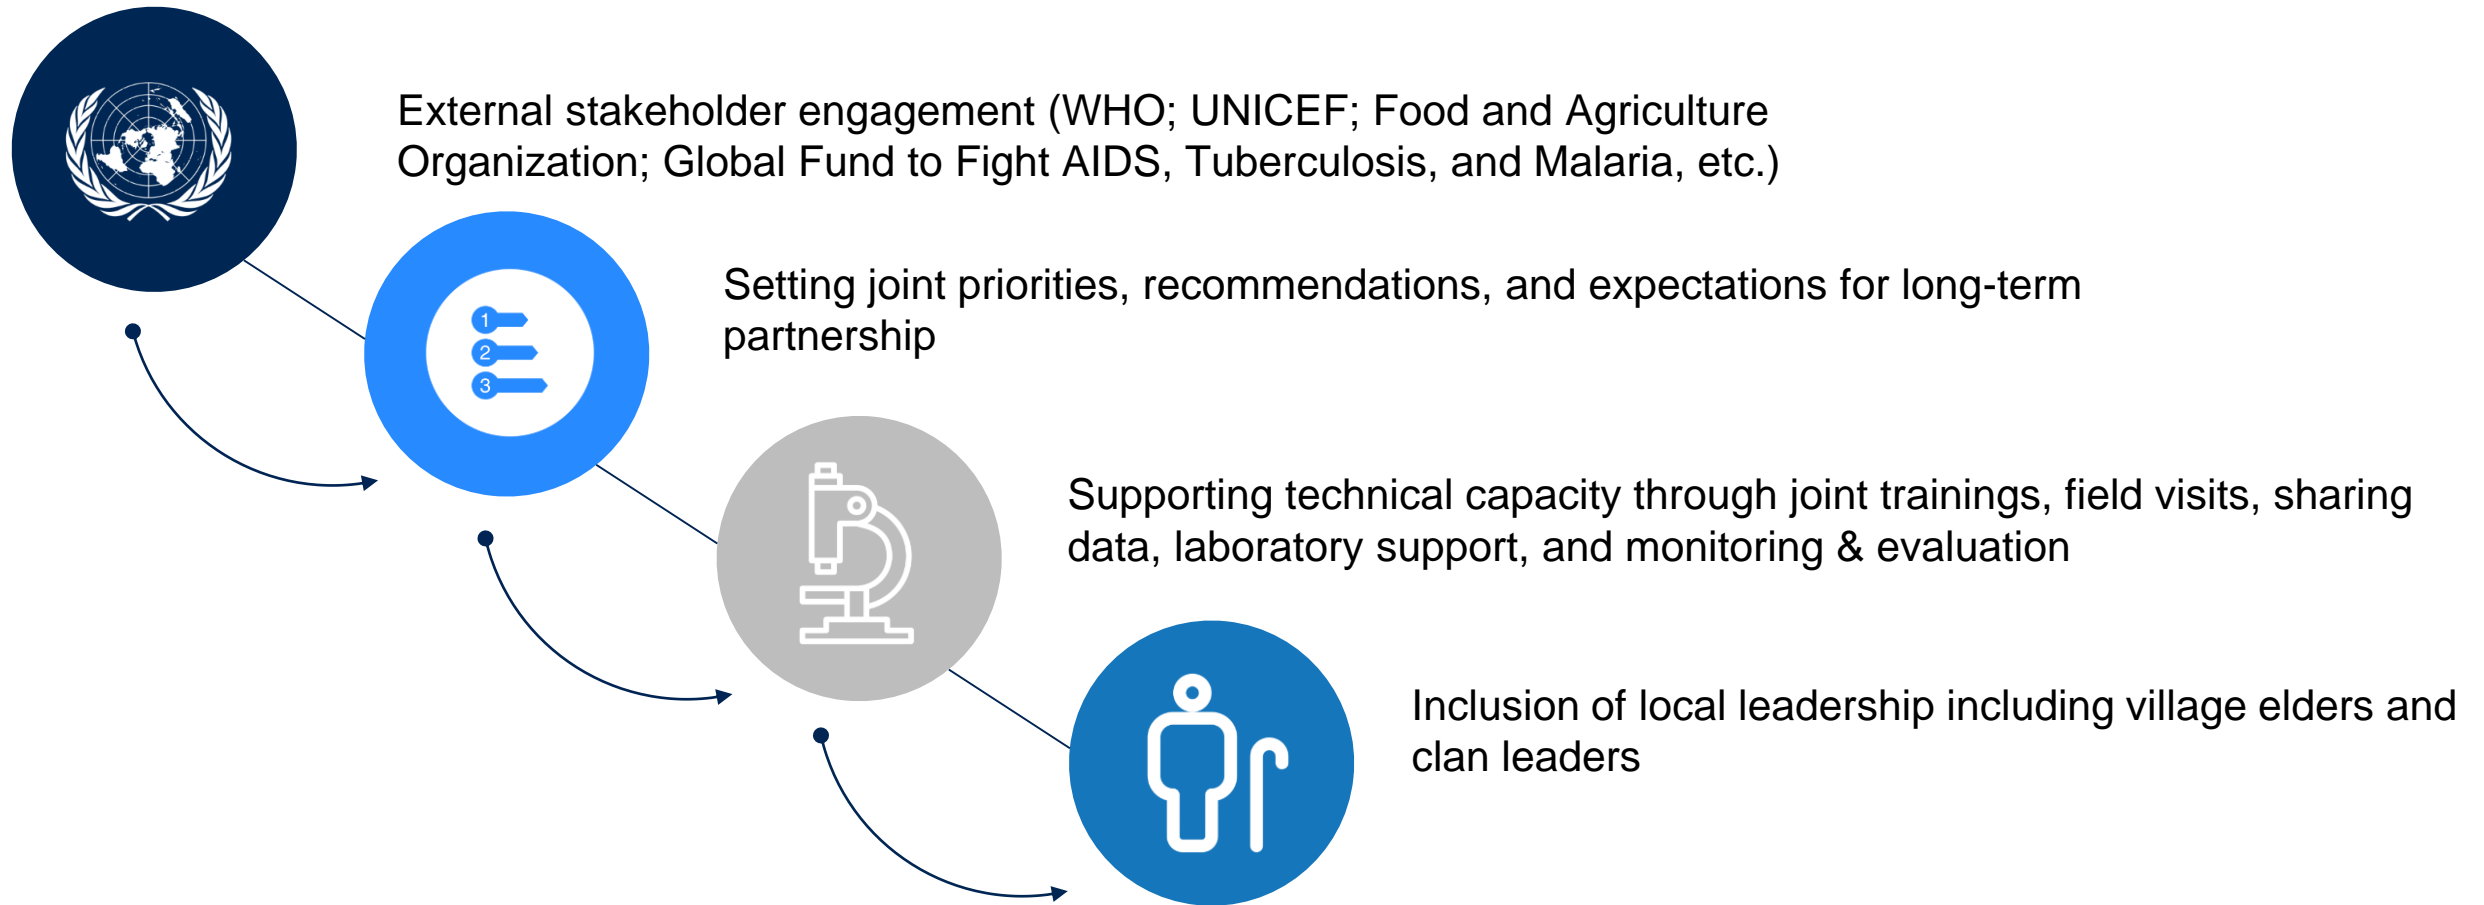 External stakeholder engagement (WHO; UNICEF; Food and Agriculture
Organization; Global Fund to Fight AIDS, Tuberculosis, and Malaria, etc.)
1
2
3
Setting joint priorities, recommendations, and expectations for long-term
partnership
Supporting technical capacity through joint trainings, field visits, sharing
data, laboratory support, and monitoring & evaluation
Inclusion of local leadership including village elders and
clan leaders